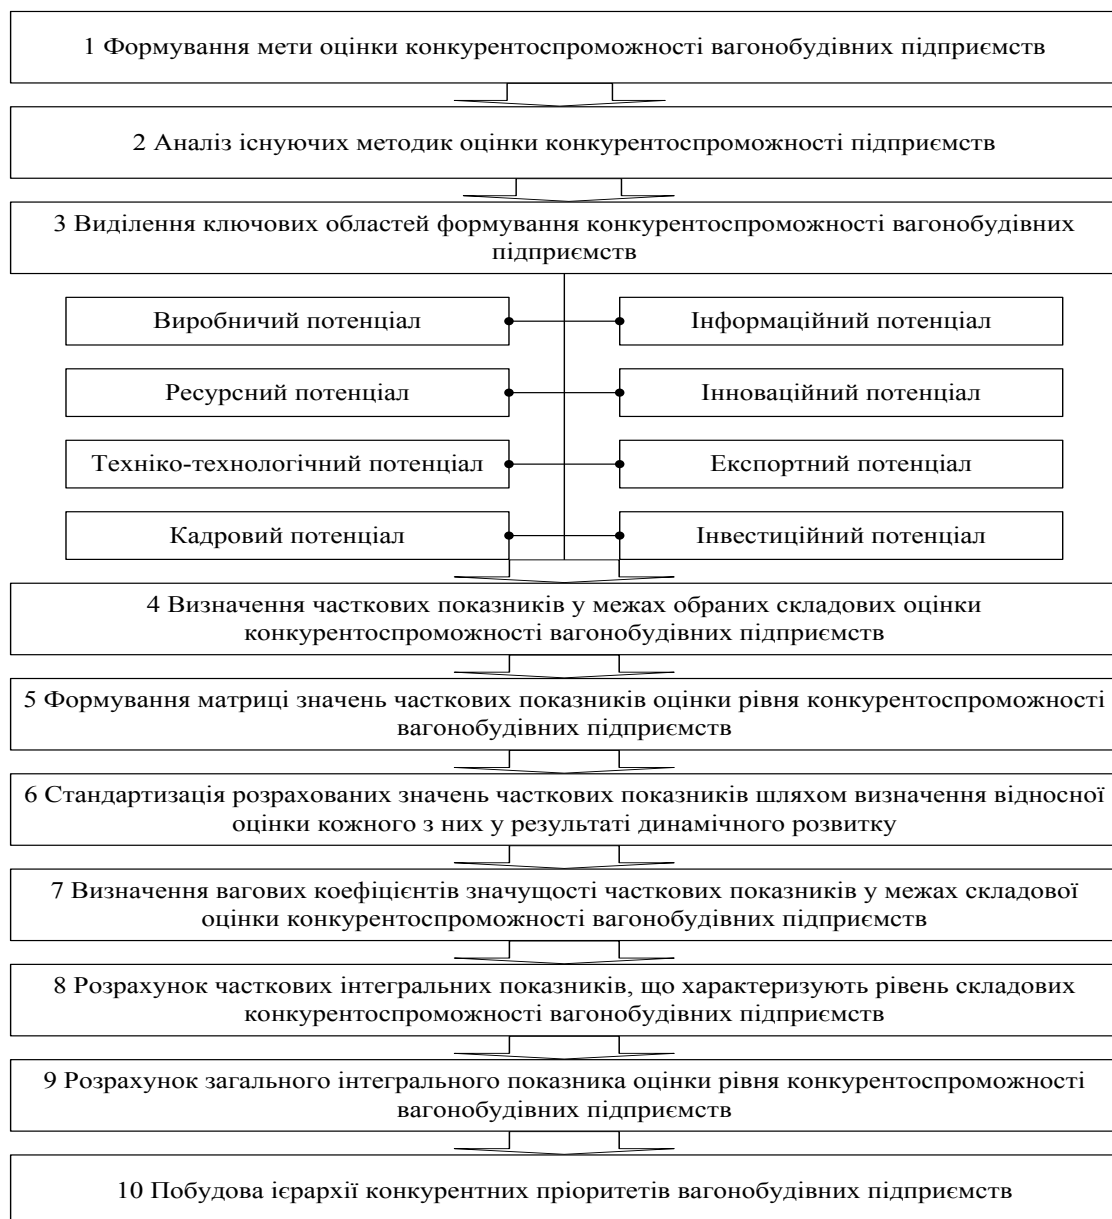 1 Формування мети оцінки конкурентоспроможності вагонобудівних підприємств
2 Аналіз існуючих методик оцінки конкурентоспроможності підприємств
3 Виділення ключових областей формування конкурентоспроможності вагонобудівних
підприємств
Виробничий потенціал
Інформаційний потенціал
Ресурсний потенціал
Інноваційний потенціал
Техніко-технологічний потенціал
Експортний потенціал
Кадровий потенціал
Інвестиційний потенціал
4 Визначення часткових показників у межах обраних складових оцінки
конкурентоспроможності вагонобудівних підприємств
5 Формування матриці значень часткових показників оцінки рівня конкурентоспроможності
вагонобудівних підприємств
6 Стандартизація розрахованих значень часткових показників шляхом визначення відносної
оцінки кожного з них у результаті динамічного розвитку
7 Визначення вагових коефіцієнтів значущості часткових показників у межах складової
оцінки конкурентоспроможності вагонобудівних підприємств
8 Розрахунок часткових інтегральних показників, що характеризують рівень складових
конкурентоспроможності вагонобудівних підприємств
9 Розрахунок загального інтегрального показника оцінки рівня конкурентоспроможності
вагонобудівних підприємств
10 Побудова ієрархії конкурентних пріоритетів вагонобудівних підприємств